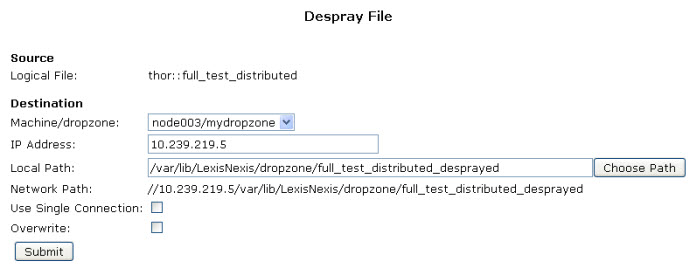 Despray File
Source
Logical File: thor::full_test_distributed
Destination
Machine/dropzone: node003/mydropzone
IP Address: 10.239.219.5
Local Path: /var/lib/LexisNexis/dropzone/full_test_distributed_desprayed Choose Path
Network Path: //10.239.219.5/var/lib/LexisNexis/dropzone/full_test_distributed_desprayed
Use Single Connection:
Overwrite:
Submit